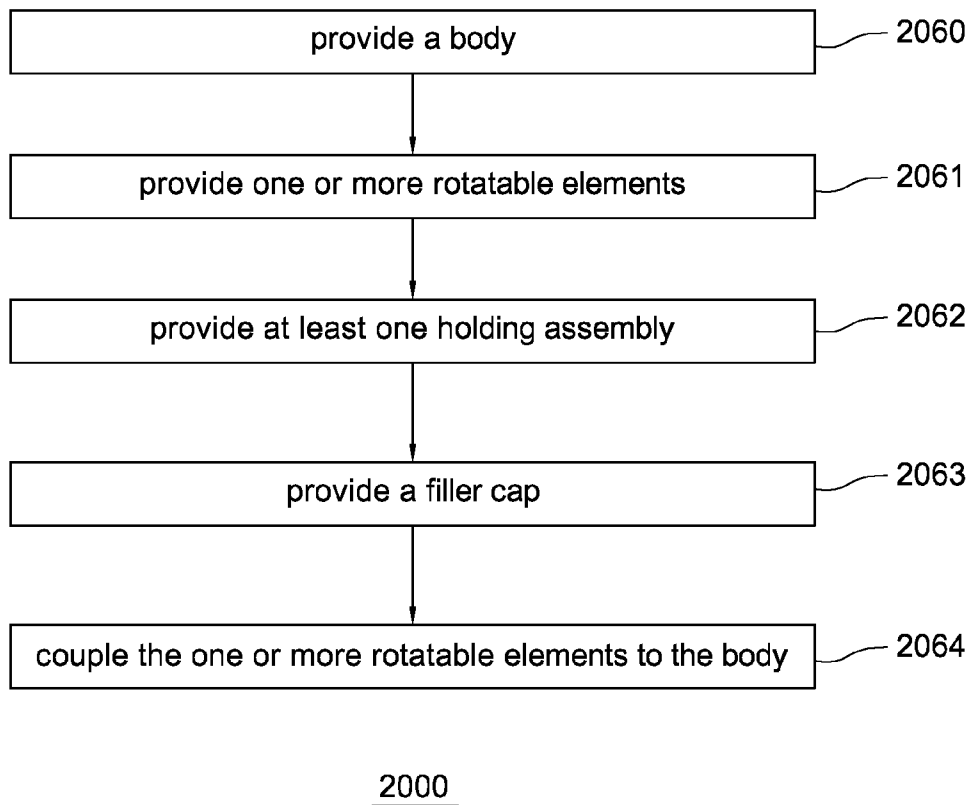 provide a body
2060
provide one or more rotatable elements
2061
provide at least one holding assembly
2062
provide a filler cap
2063
couple the one or more rotatable elements to the body
2064
2000